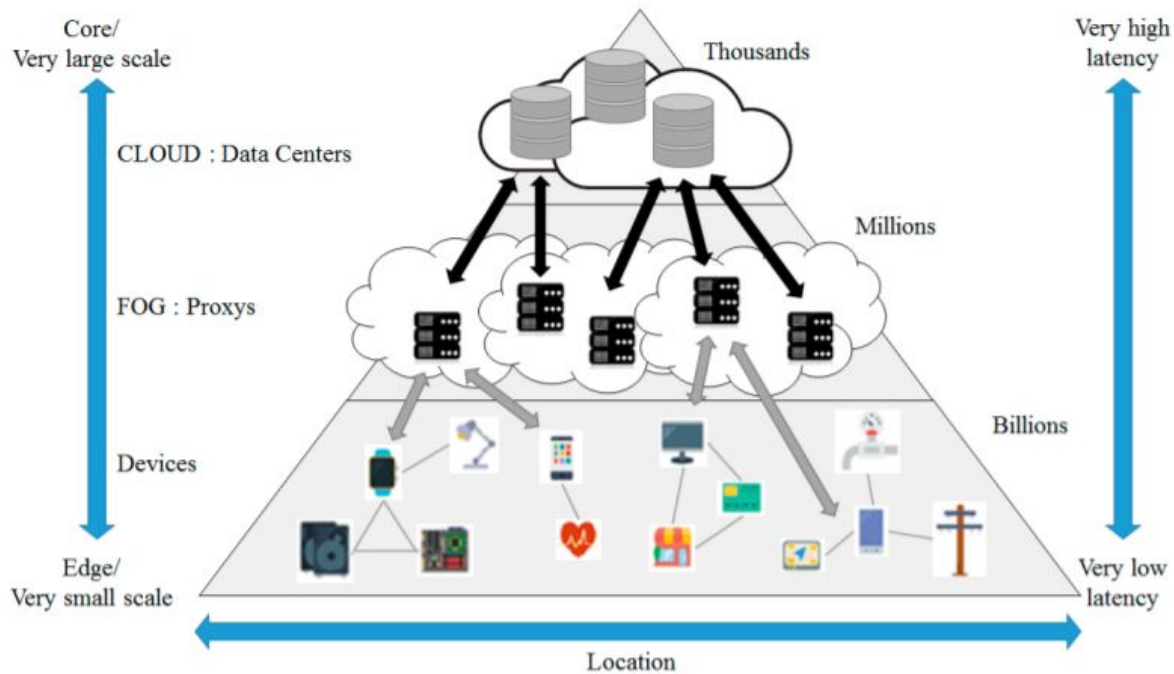 Core/
Very large scale
Thousands
Very high
latency
CLOUD : Data Centers
Millions
FOG : Proxys
Billions
Devices
Edge/
Very small scale
Very low
latency
Location